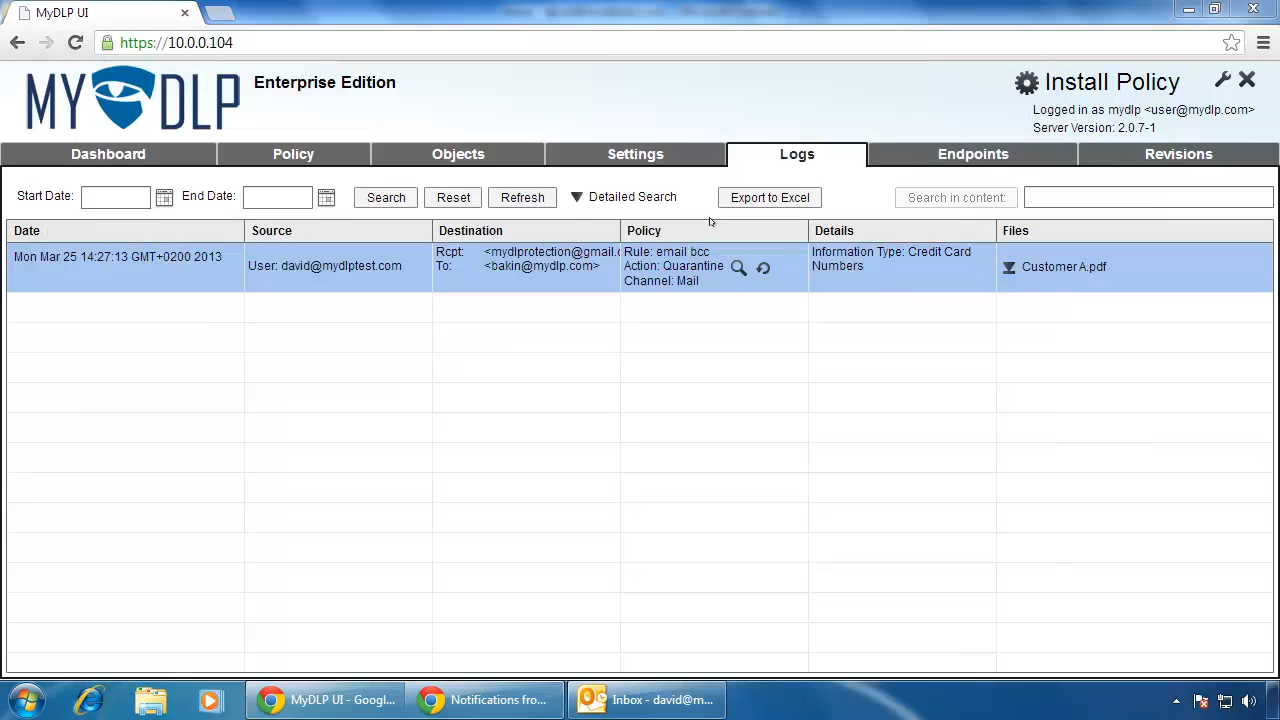 MyDLP UI
https://10.0.0.104
MY DLP
Enterprise Edition
Install Policy
Logged in as mydlp <user@mydlp.com>
Server Version: 2.0.7-1
Dashboard
Policy
Objects
Settings
Logs
Endpoints
Revisions
Start Date:
End Date:
Search
Reset
Refresh
Detailed Search
Export to Excel
Search in content:
Date
Source
Destination
Policy
Details
Files
Mon Mar 25 14:27:13 GMT+0200 2013
User: david@mydlptest.com
Rcpt: <mydlpprotection@gmail.c
To: <bakin@mydlp.com>
Rule: email bcc
Action: Quarantine
Channel: Mail
Information Type: Credit Card
Numbers
Customer A.pdf
MyDLP UI - Googl...
Notifications fro...
Inbox - david@m...